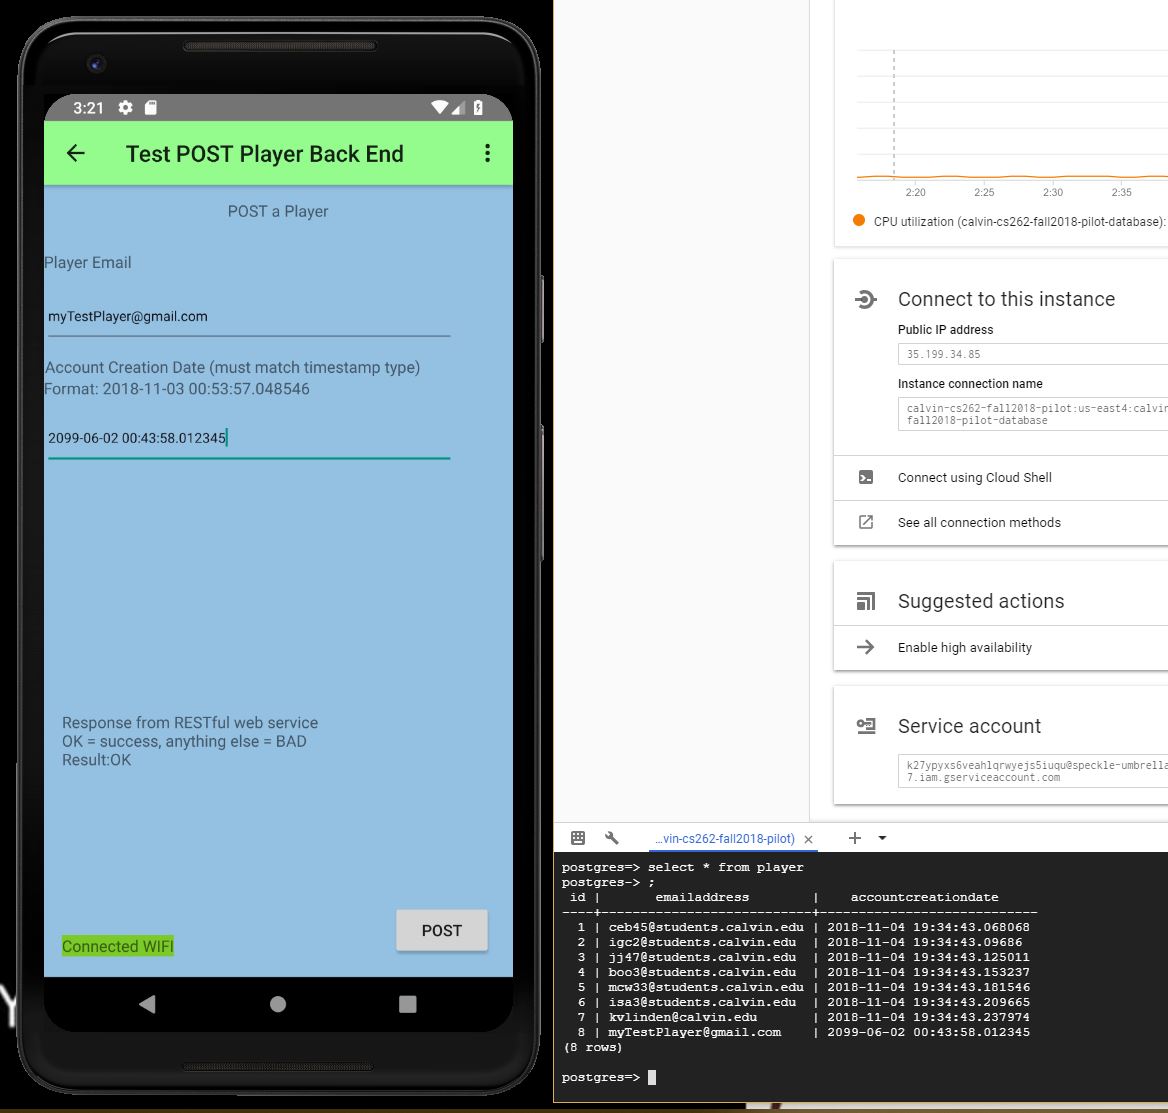 3:21
Test POST Player Back End
POST a Player
Player Email
myTestPlayer@gmail.com
Account Creation Date (must match timestamp type)
Format: 2018-11-03 00:53:57.048546
2099-06-02 00:43:58.012345
Response from RESTful web service
OK = success, anything else = BAD
Result:OK
Connected WIFI
POST
2:20 2:25 2:30 2:35
CPU utilization (calvin-cs262-fall2018-pilot-database):
Connect to this instance
Public IP address
35.199.34.85
Instance connection name
calvin-cs262-fall2018-pilot:us-east4:calvin
fall2018-pilot-database
Connect using Cloud Shell
See all connection methods
Suggested actions
Enable high availability
Service account
k27ypyxs6veahlqrwyejs5iuqu@speckle-umbrella
7.iam.gserviceaccount.com
...vin-cs262-fall2018-pilot)
postgres=> select * from player
postgres-> ;
 id |       emailaddress        |    accountcreationdate
----+---------------------------+----------------------------
  1 | ceb45@students.calvin.edu | 2018-11-04 19:34:43.068068
  2 | igc2@students.calvin.edu  | 2018-11-04 19:34:43.09686
  3 | jj47@students.calvin.edu  | 2018-11-04 19:34:43.125011
  4 | boo3@students.calvin.edu  | 2018-11-04 19:34:43.153237
  5 | mcw33@students.calvin.edu | 2018-11-04 19:34:43.181546
  6 | isa3@students.calvin.edu  | 2018-11-04 19:34:43.209665
  7 | kvlinden@calvin.edu       | 2018-11-04 19:34:43.237974
  8 | myTestPlayer@gmail.com    | 2099-06-02 00:43:58.012345
(8 rows)
postgres=>